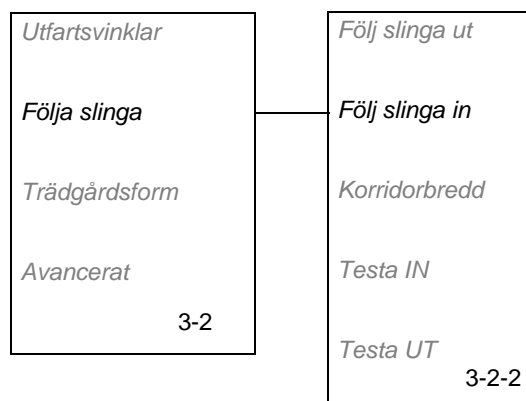 Utfartsvinklar
Följa slinga
Trädgårdsform
Avancerat
3-2
Följ slinga ut
Följ slinga in
Korridorbredd
Testa IN
Testa UT
3-2-2